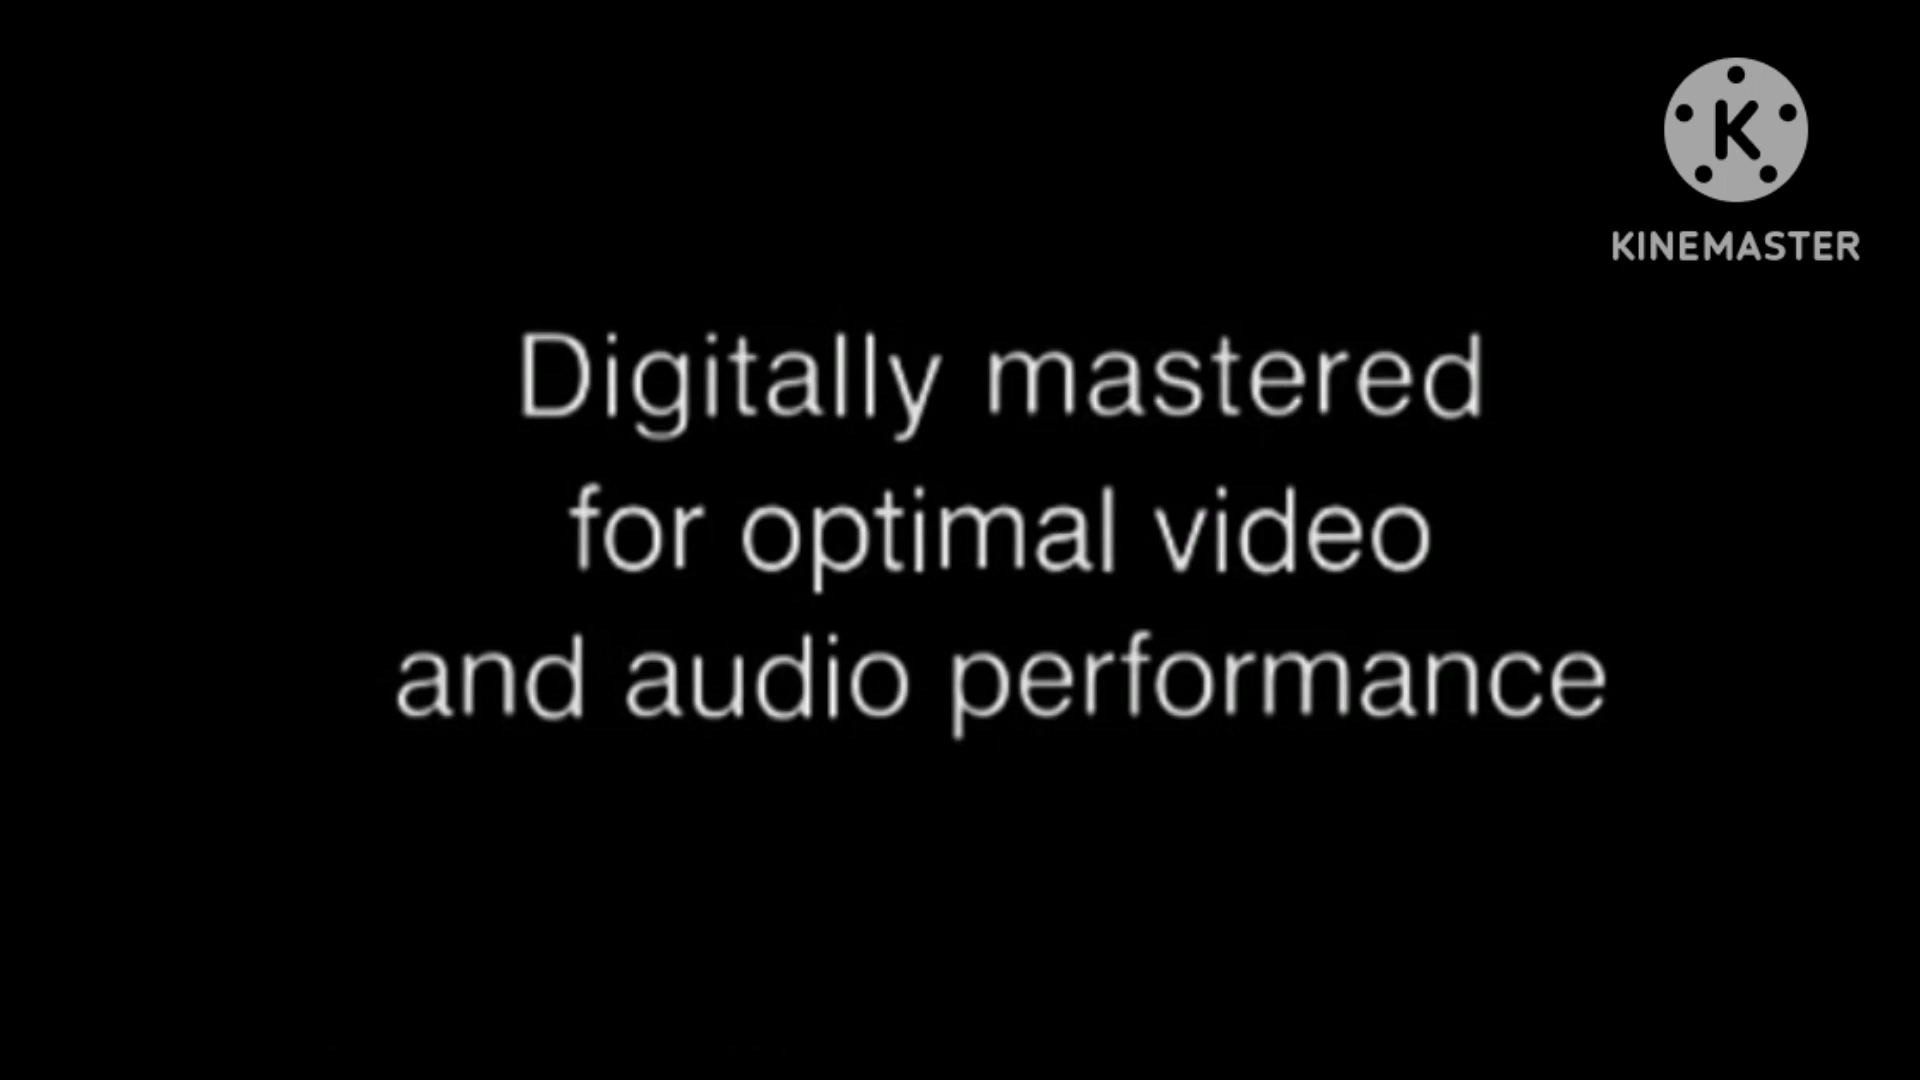 K
KINEMASTER
Digitally mastered
for optimal video
and audio performance